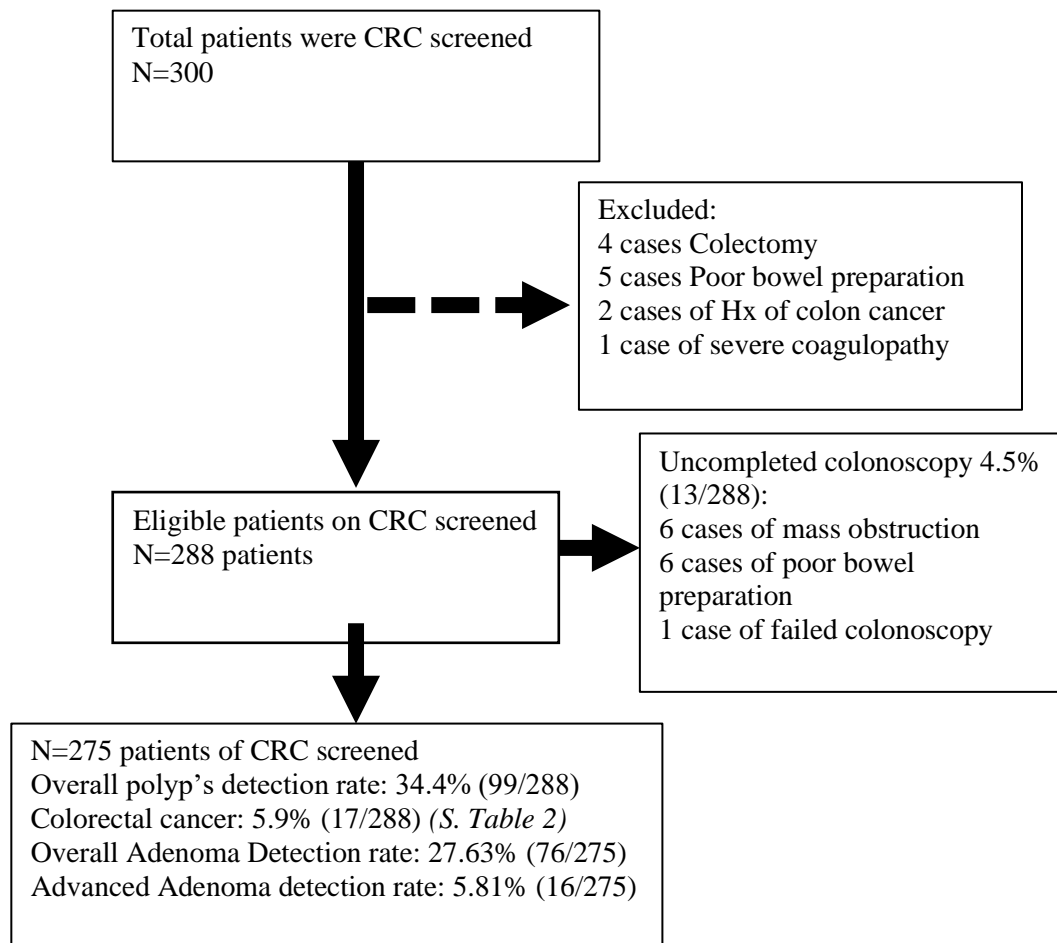 Total patients were CRC screened
N=300
Excluded:
4 cases Colectomy
5 cases Poor bowel preparation
2 cases of Hx of colon cancer
1 case of severe coagulopathy
Eligible patients on CRC screened
N=288 patients
Uncompleted colonoscopy 4.5%
(13/288):
6 cases of mass obstruction
6 cases of poor bowel
preparation
1 case of failed colonoscopy
N=275 patients of CRC screened
Overall polyp’s detection rate: 34.4% (99/288)
Colorectal cancer: 5.9% (17/288) (S. Table 2)
Overall Adenoma Detection rate: 27.63% (76/275)
Advanced Adenoma detection rate: 5.81% (16/275)